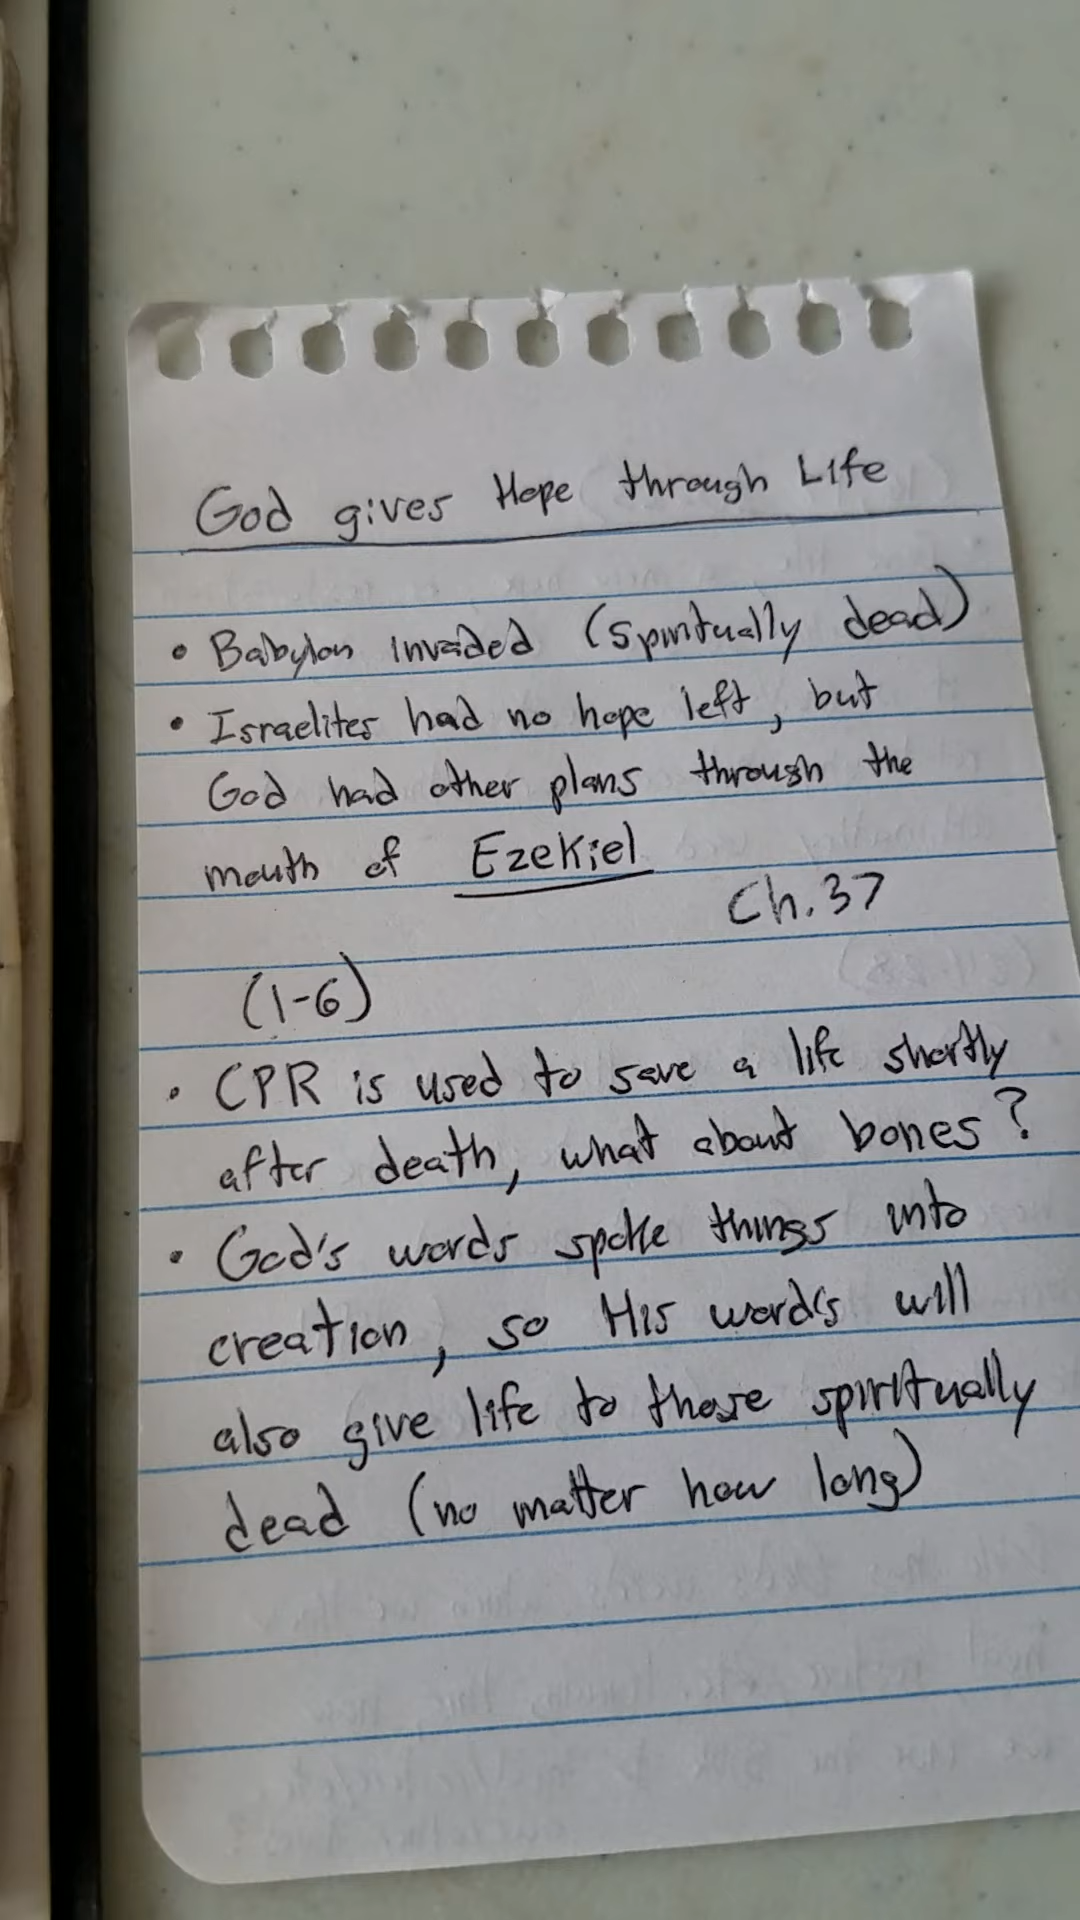 God gives Hope through Life
• Babylon invaded (spiritually dead)
• Israelites had no hope left, but
God had other plans through the
mouth of Ezekiel
Ch.37
(1-6)
• CPR is used to save a life shortly
after death, what about bones?
• God's words spoke things into
creation, so His words will
also give life to those spiritually
dead (no matter how long)